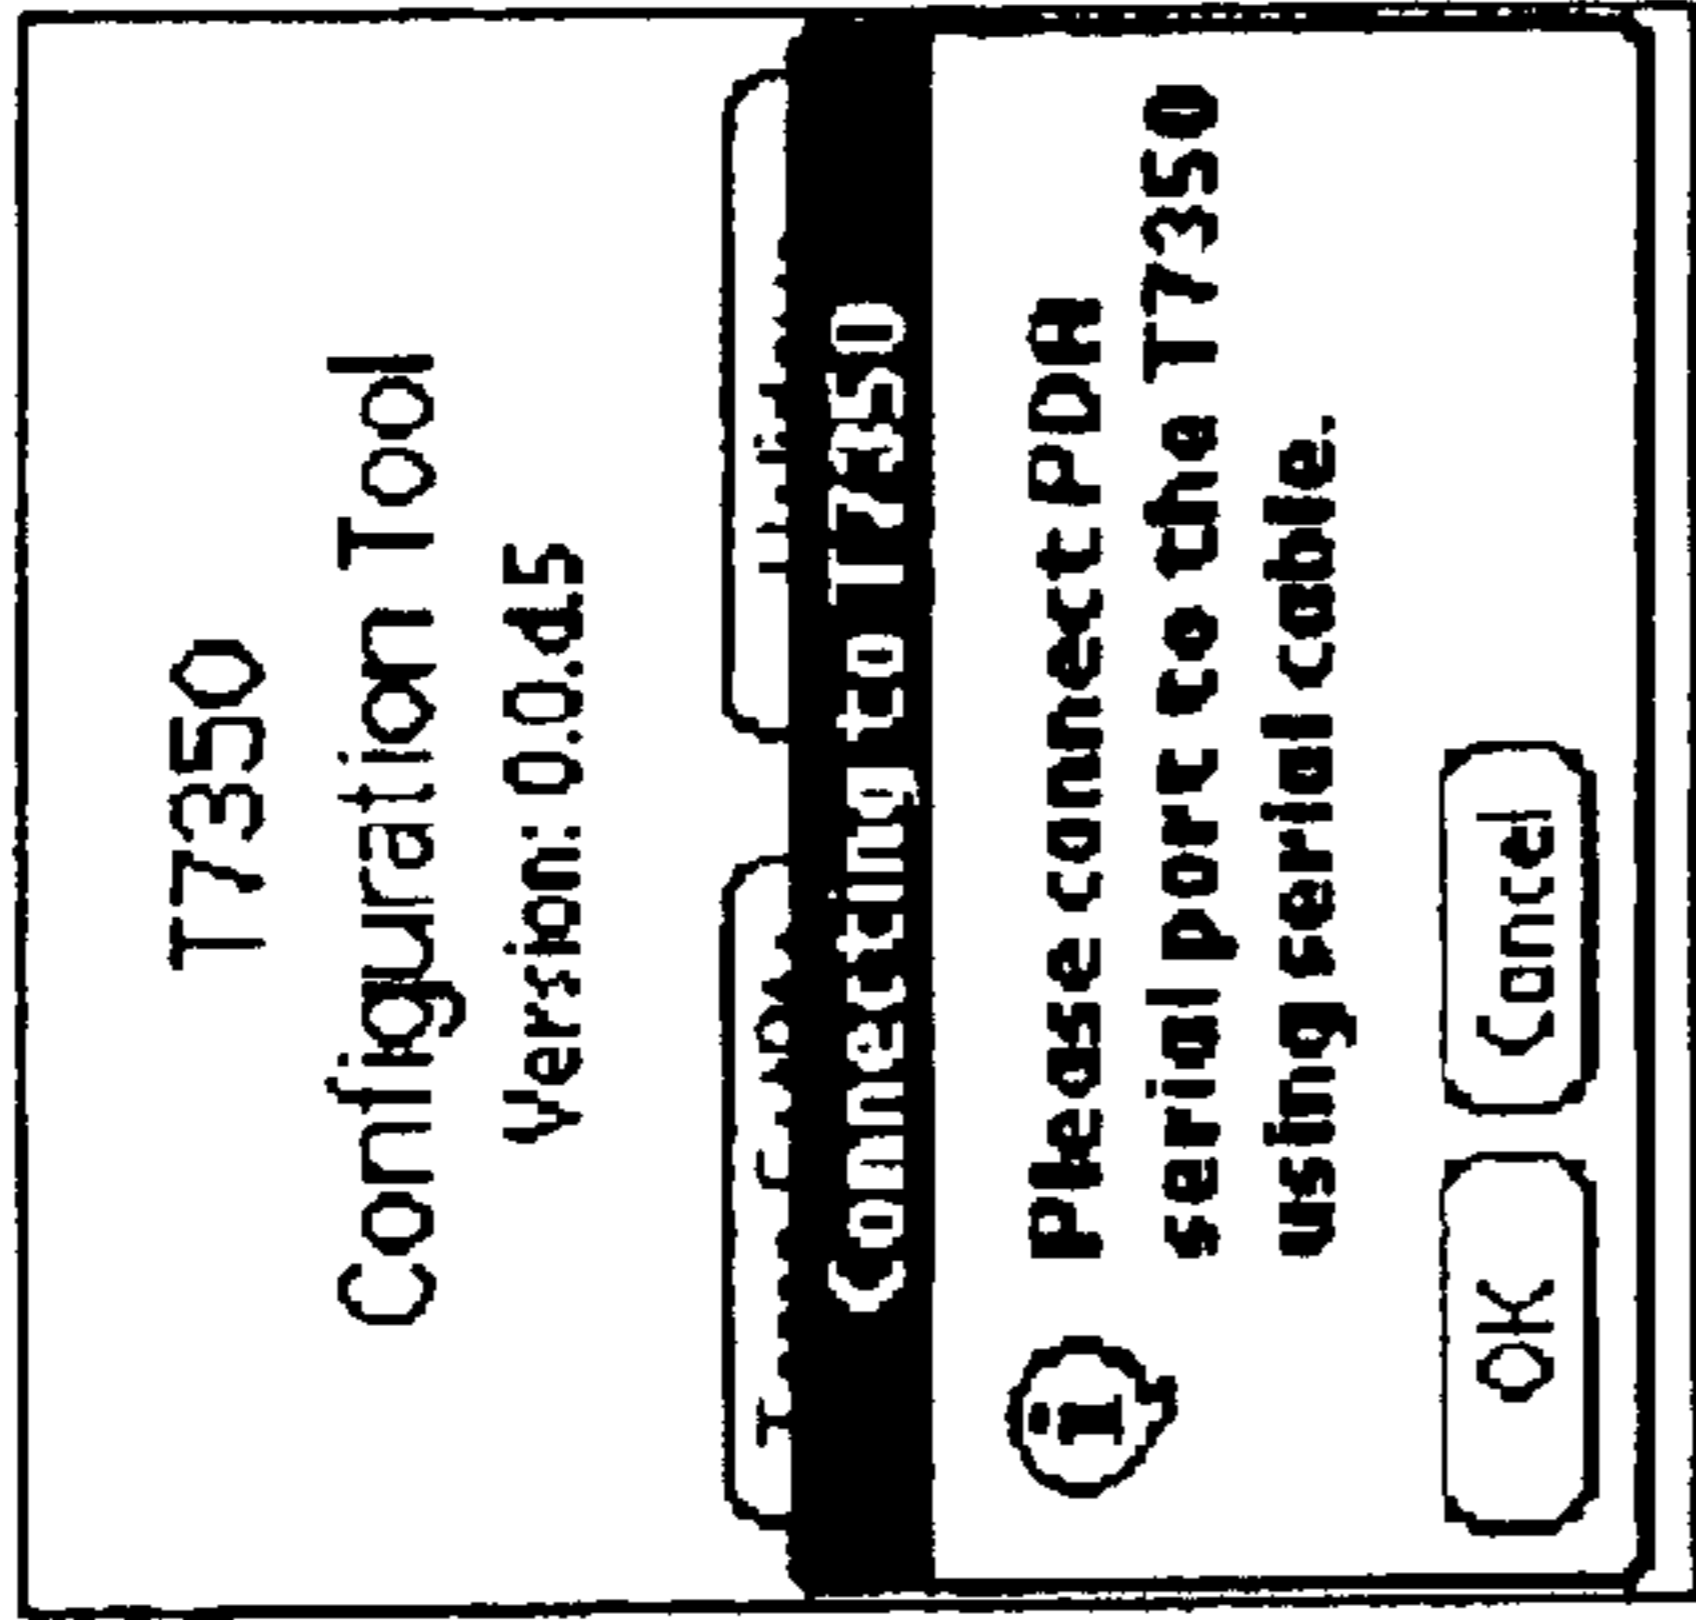 T7350
Configuration Tool
Version: 0.0.d.5
Connecting to T7350
Please connect PDA
serial port to the T7350
using serial cable.
OK
Cancel